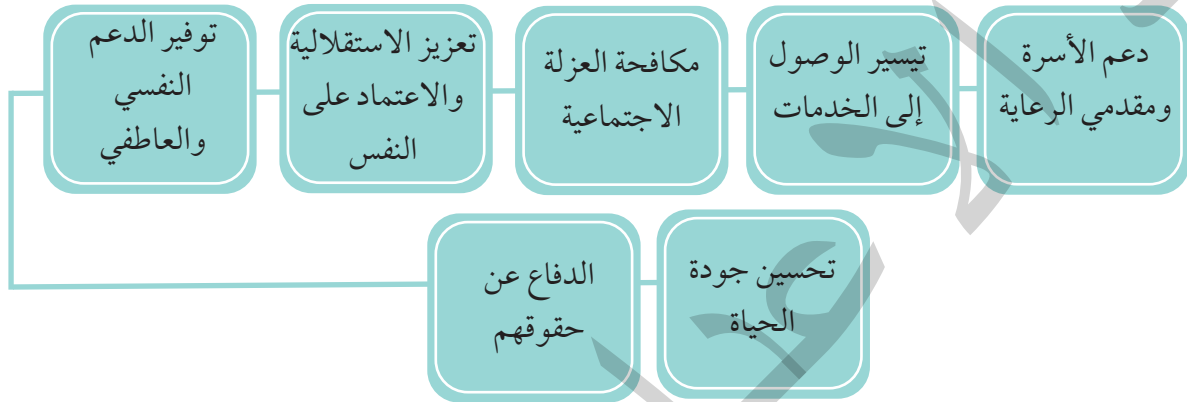 دعم الأسرة
ومقدمي الرعاية
تيسير الوصول
إلى الخدمات
مكافحة العزلة
الاجتماعية
تعزيز الاستقلالية
والاعتماد على
النفس
توفير الدعم
النفسي
والعاطفي
تحسين جودة
الحياة
الدفاع عن
حقوقهم